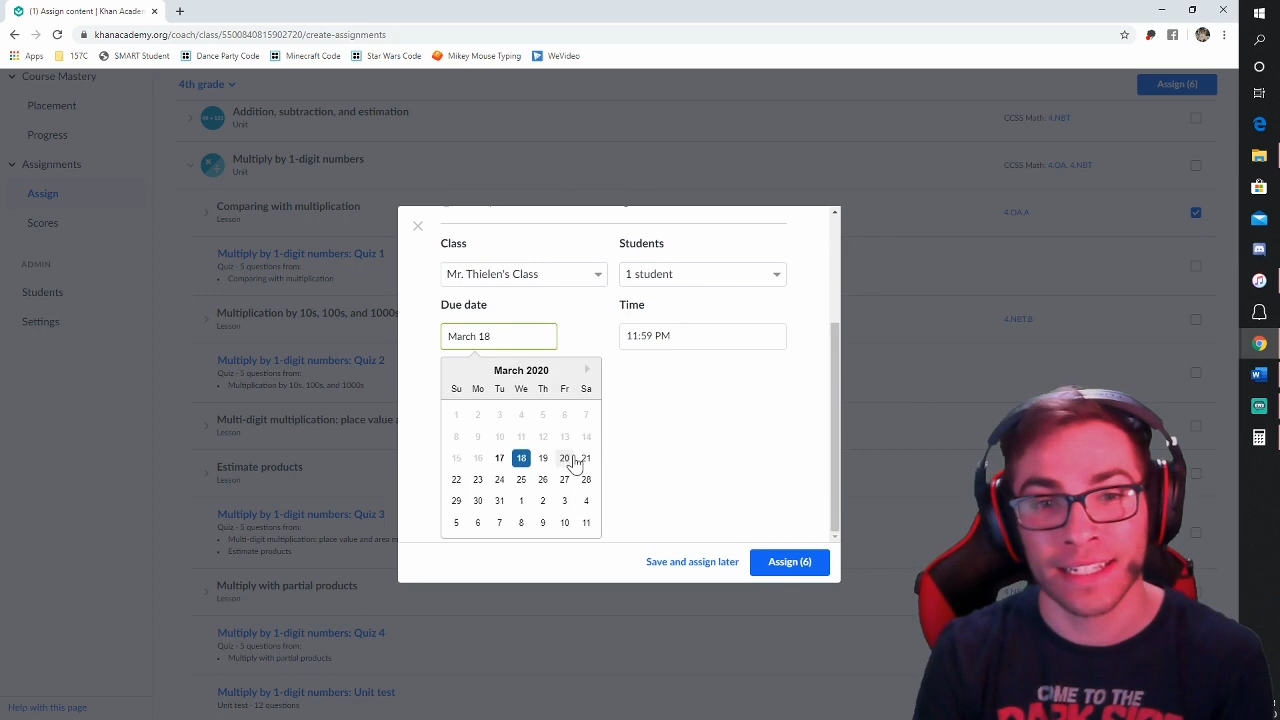 (1) Assign content | Khan Academy
khanacademy.org/coach/class/5500840815902720/create-assignments
Apps 157C SMART Student Dance Party Code Minecraft Code Star Wars Code Mikey Mouse Typing WeVideo
Course Mastery
Placement
Progress
Assignments
Assign
Scores
ADMIN
Students
Settings
Help with this page
4th grade
Assign (6)
Addition, subtraction, and estimation
Unit
CCSS Math: 4.NBT
Multiply by 1-digit numbers
Unit
CCSS Math: 4.OA, 4.NBT
Comparing with multiplication
Lesson
4.OA.A
Multiply by 1-digit numbers: Quiz 1
Quiz - 5 questions from:
• Comparing with multiplication
Multiplication by 10s, 100s, and 1000s
Lesson
4.NBT.B
Multiply by 1-digit numbers: Quiz 2
Quiz - 5 questions from:
• Multiplication by 10s, 100s, and 1000s
Multi-digit multiplication: place value
Lesson
Estimate products
Lesson
Multiply by 1-digit numbers: Quiz 3
Quiz - 5 questions from:
• Multi-digit multiplication: place value and area
• Estimate products
Multiply with partial products
Lesson
Multiply by 1-digit numbers: Quiz 4
Quiz - 5 questions from:
• Multiply with partial products
Multiply by 1-digit numbers: Unit test
Unit test - 12 questions
Class
Students
Mr. Thielen's Class
1 student
Due date
Time
March 18
11:59 PM
March 2020
Su Mo Tu We Th Fr Sa
1 2 3 4 5 6 7
8 9 10 11 12 13 14
15 16 17 18 19 20 21
22 23 24 25 26 27 28
29 30 31 1 2 3 4
5 6 7 8 9 10 11
Save and assign later
Assign (6)
COME TO THE
DARK SIDE